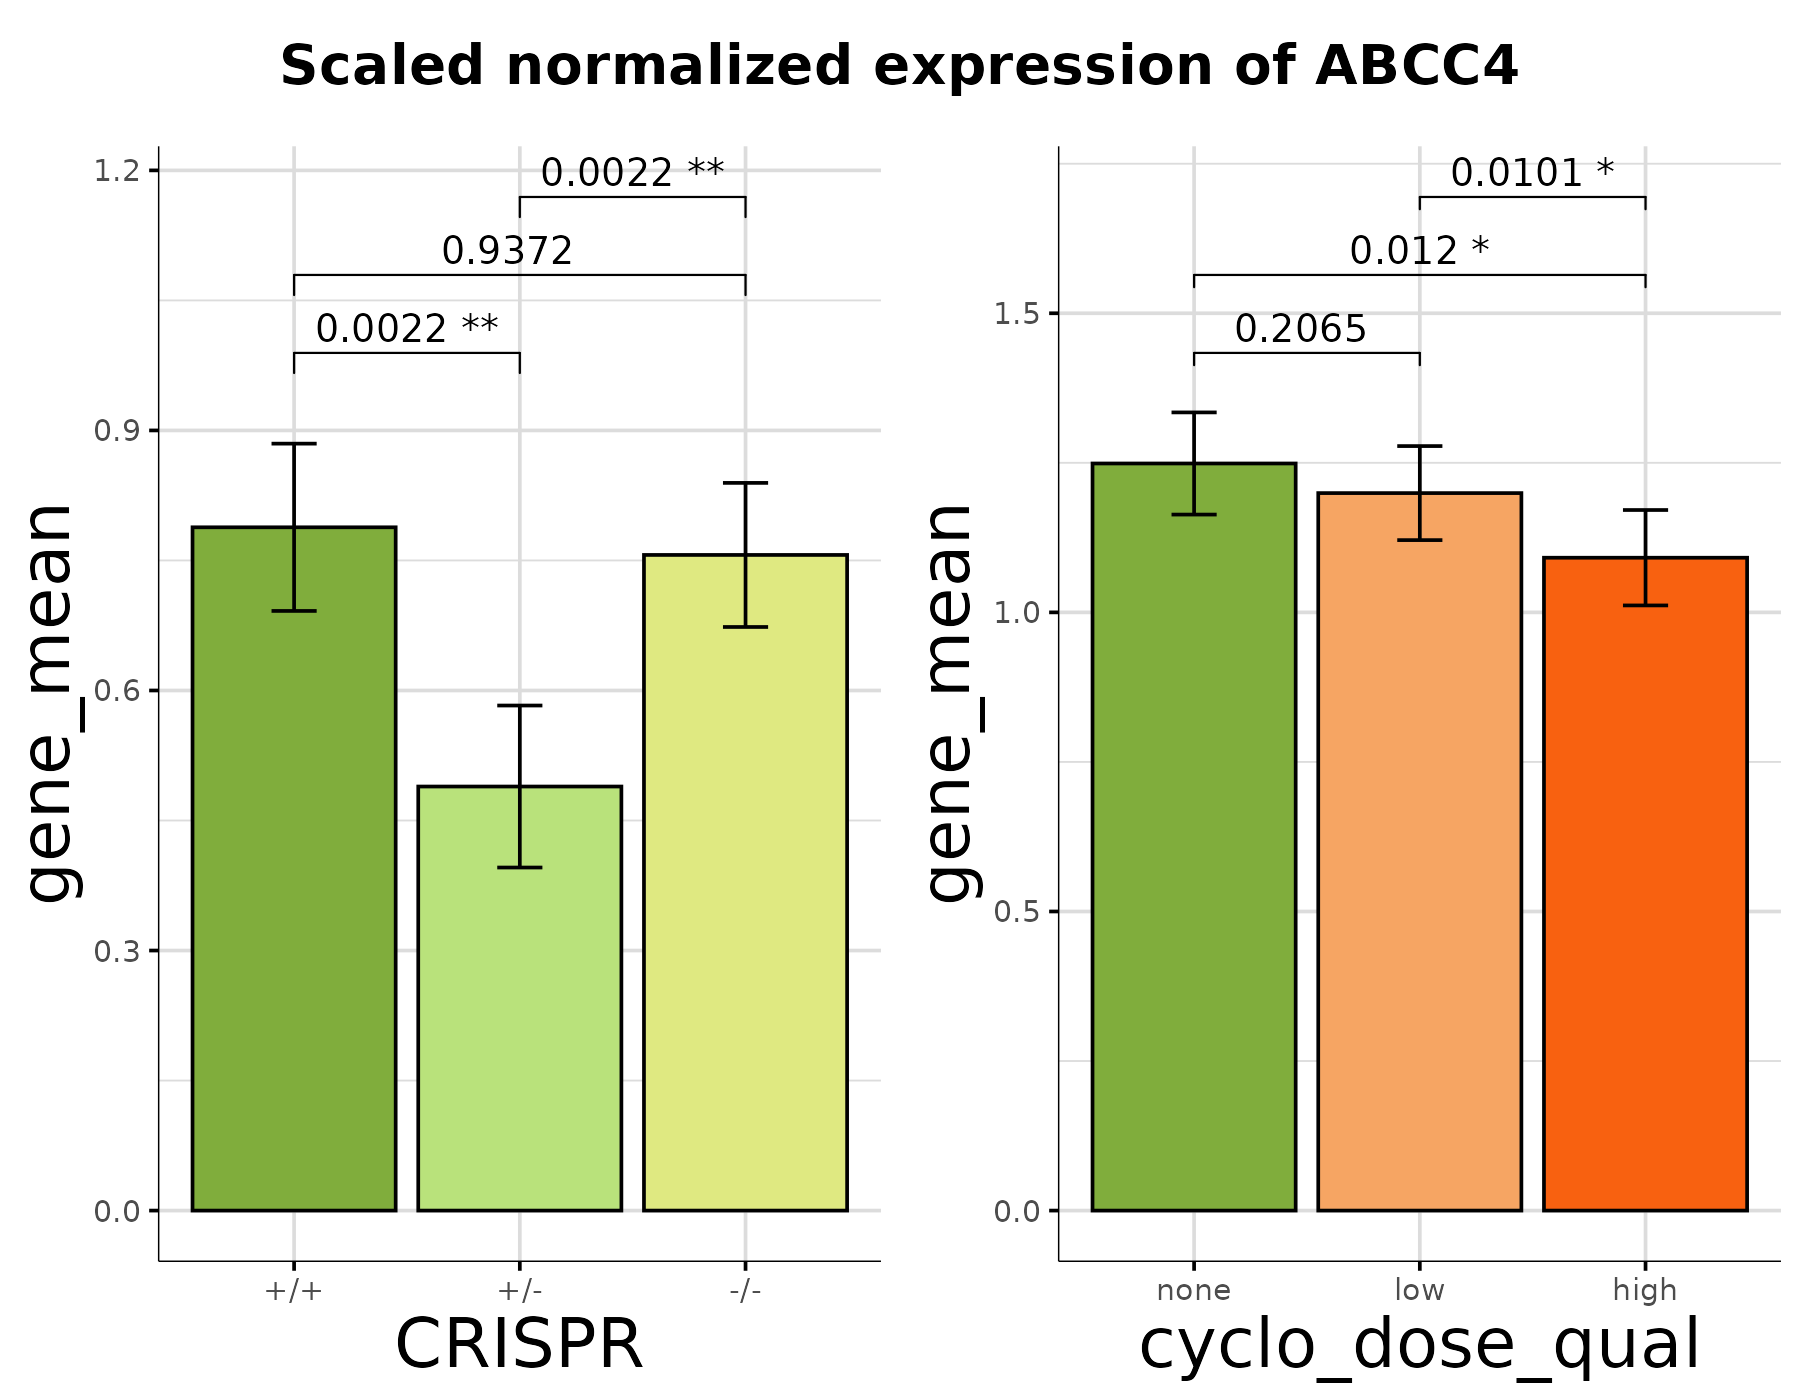 Scaled normalized expression of ABCC4
gene_mean
1.2
0.9
0.6
0.3
0.0
0.0022 **
0.9372
0.0022 **
+/+
+/-
-/-
CRISPR
gene_mean
1.5
1.0
0.5
0.0
0.0101 *
0.012 *
0.2065
none
low
high
cyclo_dose_qual